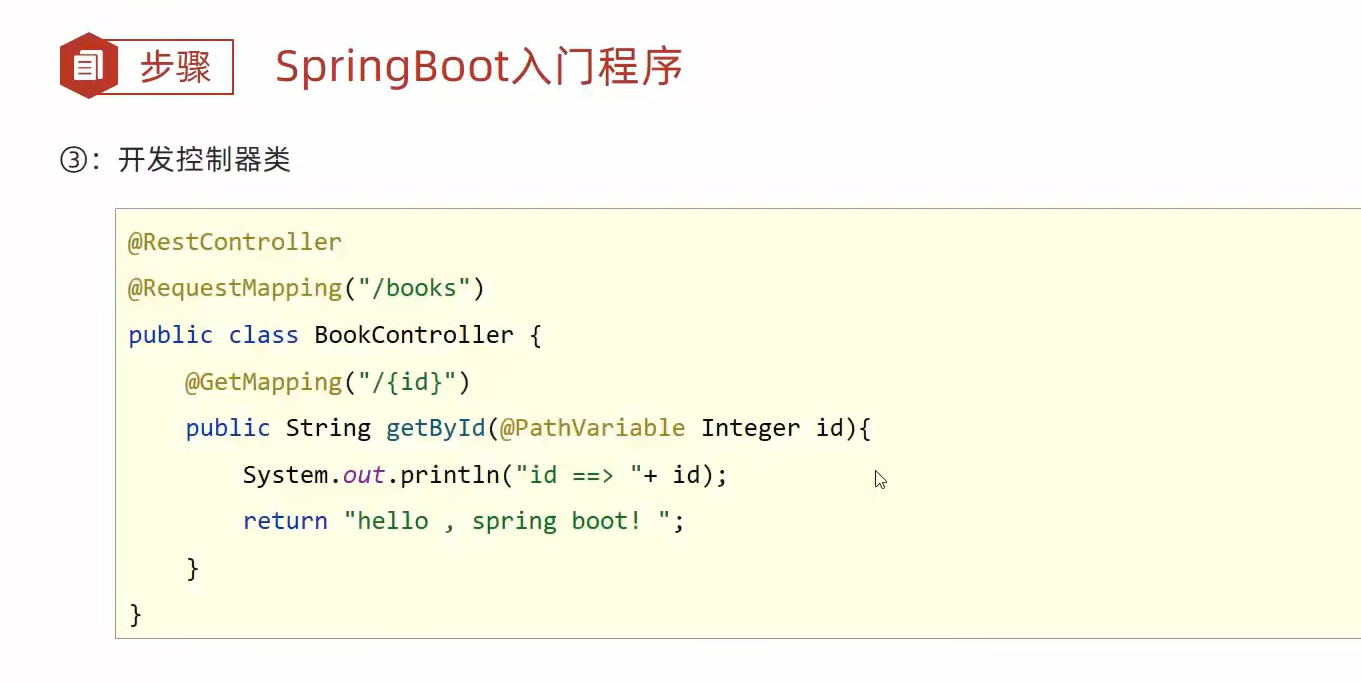 步骤 SpringBoot入门程序
③：开发控制器类
@RestController
@RequestMapping("/books")
public class BookController {
    @GetMapping("/{id}")
    public String getById(@PathVariable Integer id){
        System.out.println("id ==> "+ id);
        return "hello , spring boot! ";
    }
}